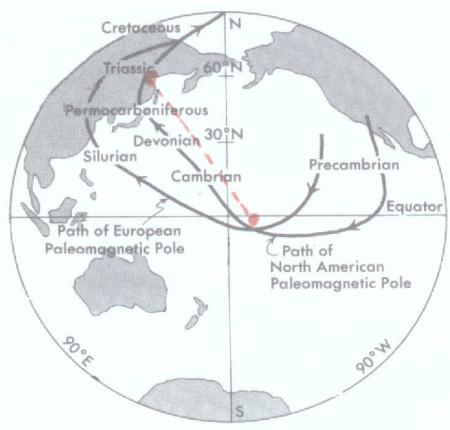 Cretaceous
N
Triassic
60°N
Permocarboniferous
30°N
Devonian
Silurian
Precambrian
Cambrian
Equator
Path of European
Paleomagnetic Pole
Path of
North American
Paleomagnetic Pole
90°E
90°W
S